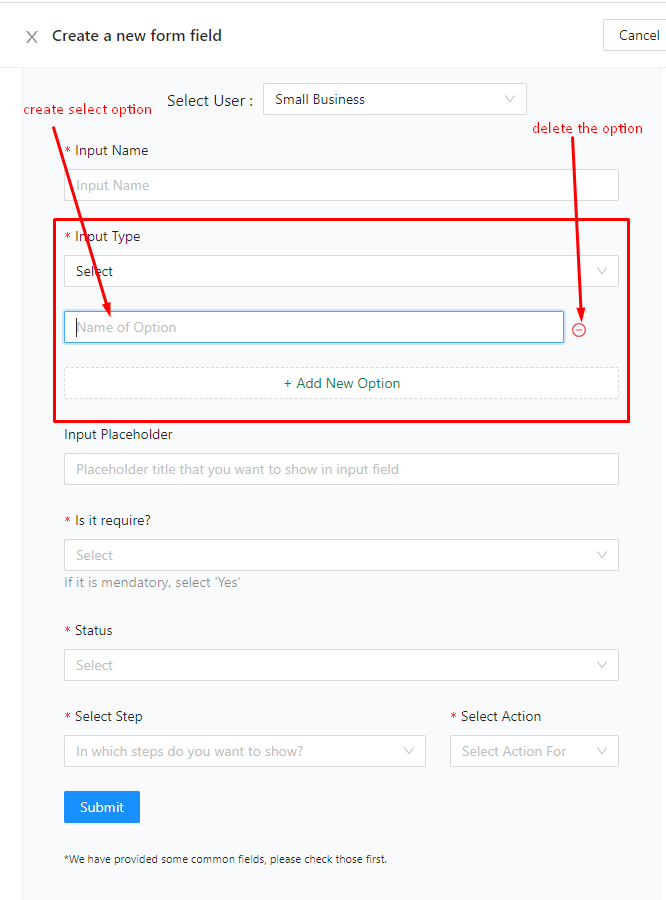 Create a new form field
Cancel
create select option
Select User :
Small Business
delete the option
* Input Name
Input Name
* Input Type
Select
Name of Option
+ Add New Option
Input Placeholder
Placeholder title that you want to show in input field
* Is it require?
Select
If it is mendatory, select 'Yes'
* Status
Select
* Select Step
* Select Action
In which steps do you want to show?
Select Action For
Submit
*We have provided some common fields, please check those first.